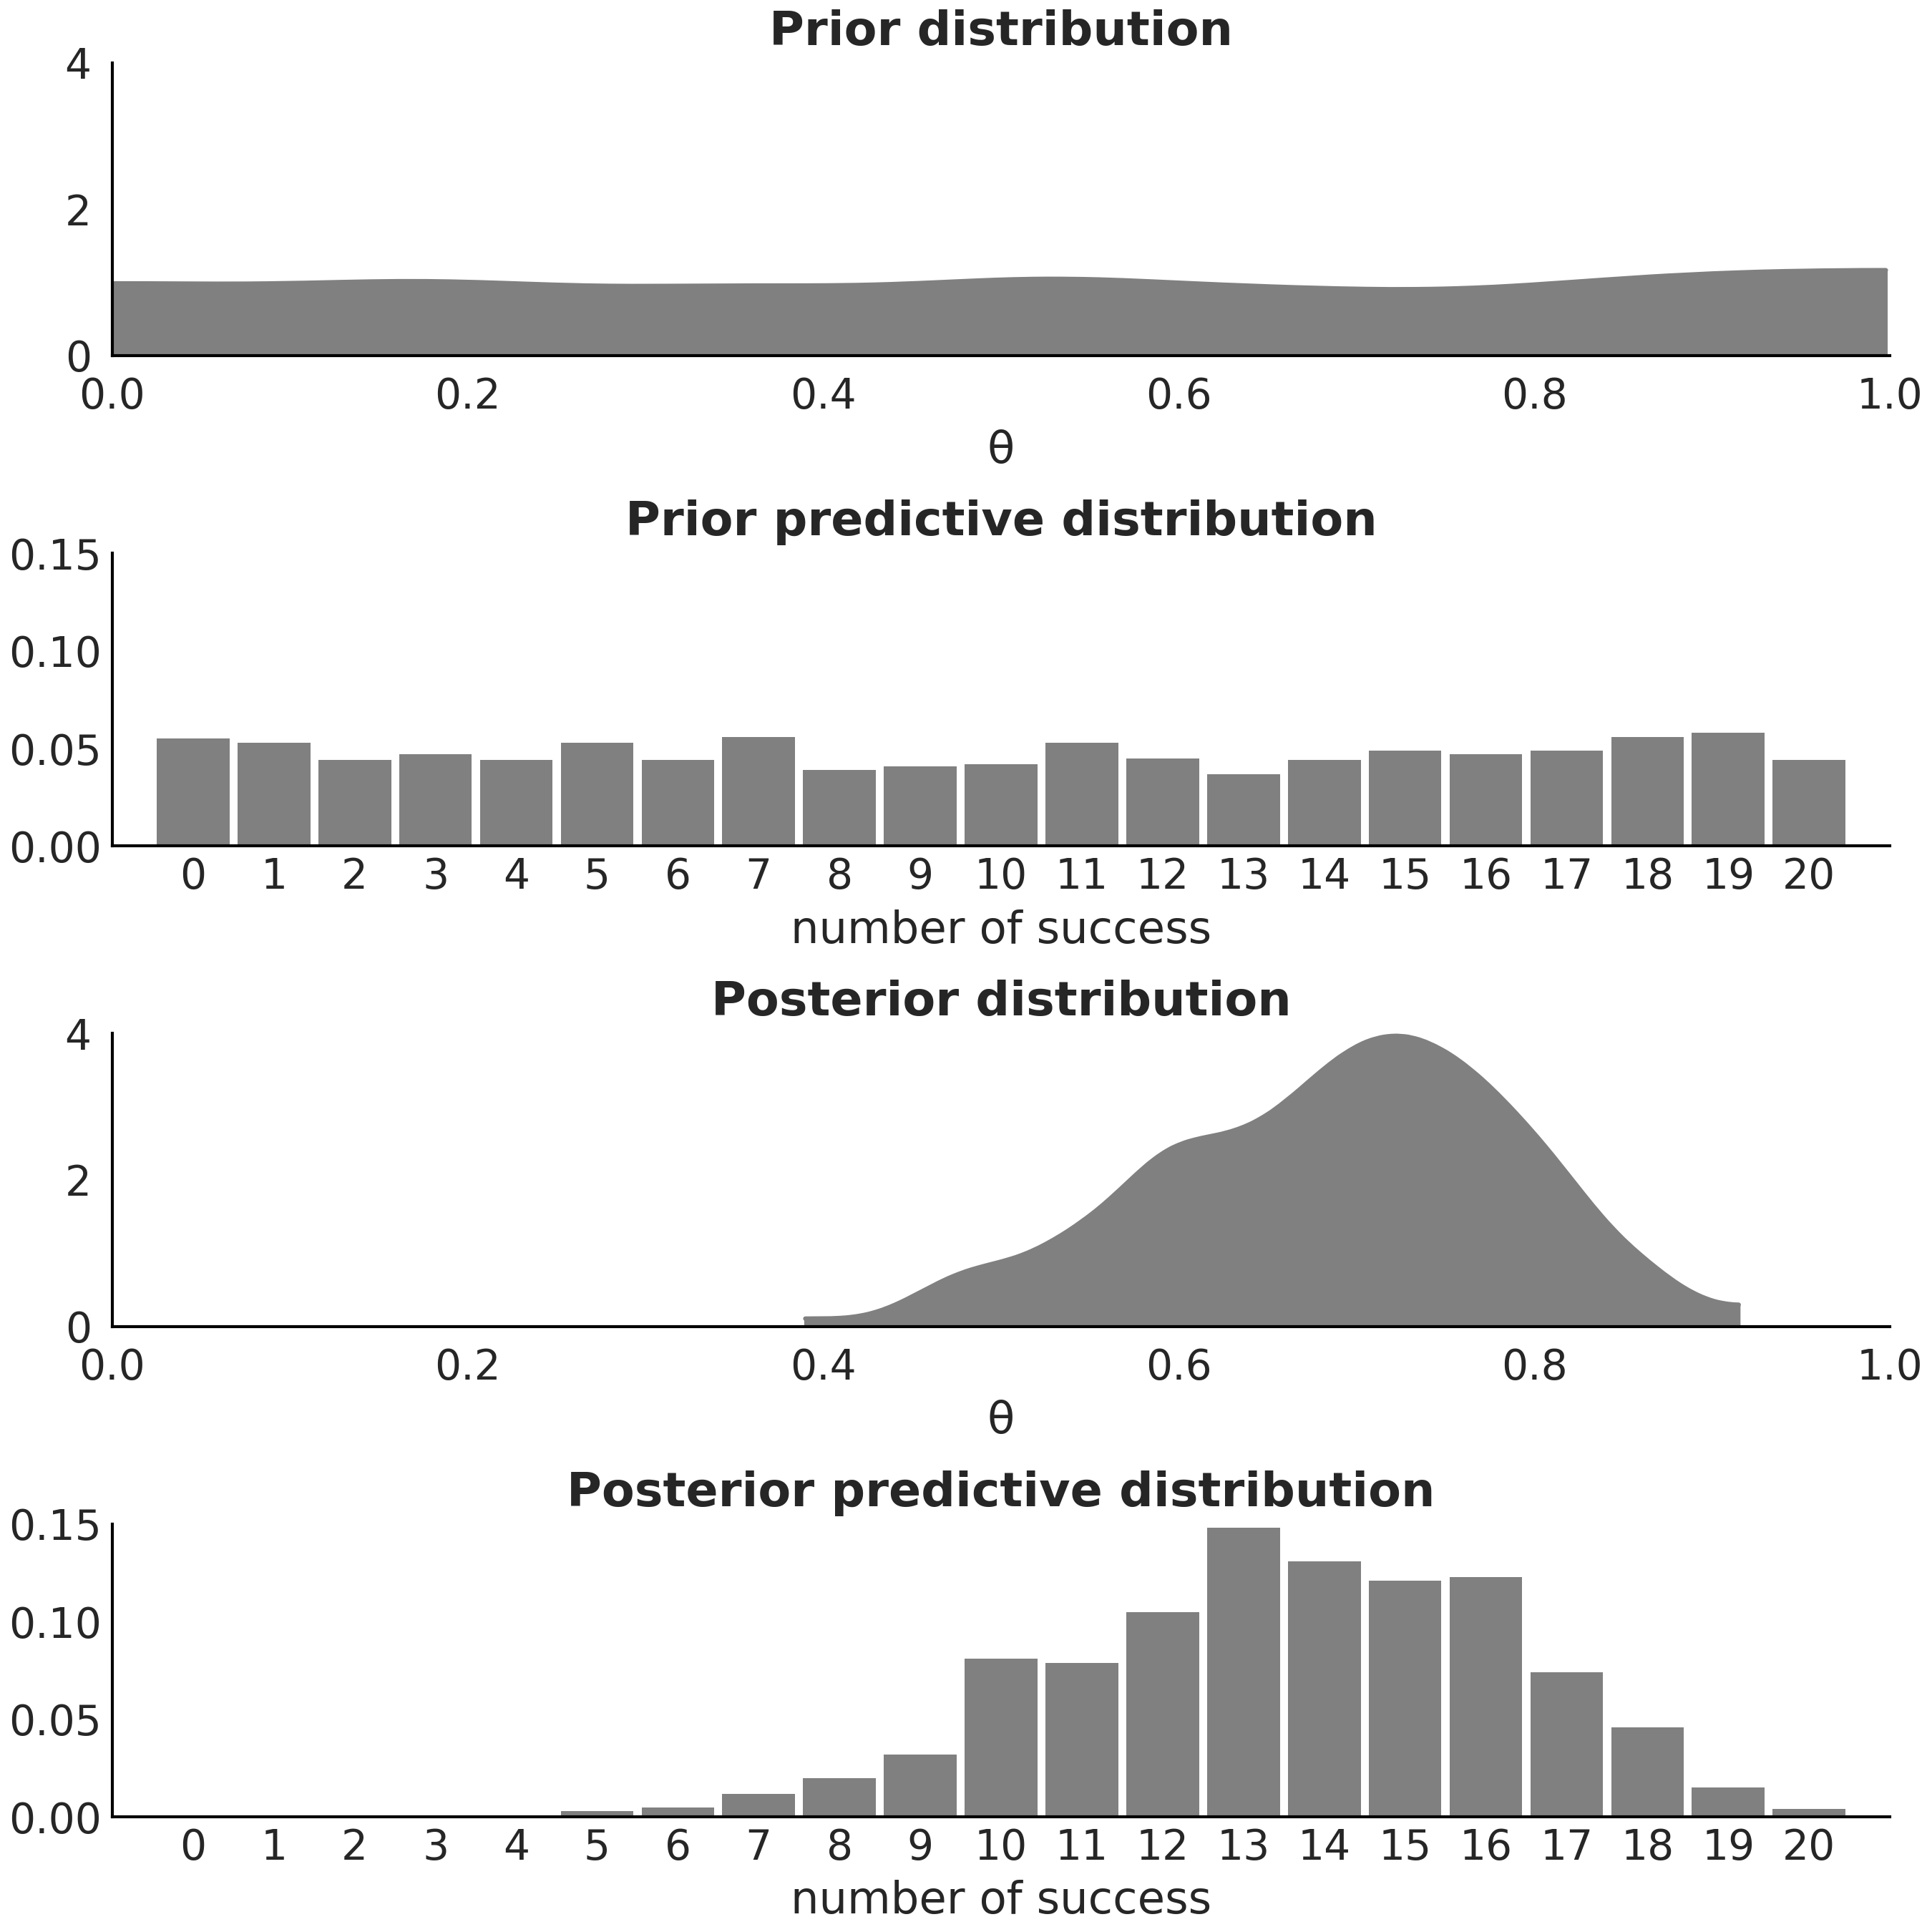 Prior distribution
4
2
0
0.0 0.2 0.4 0.6 0.8 1.0
θ
Prior predictive distribution
0.15
0.10
0.05
0.00
0 1 2 3 4 5 6 7 8 9 10 11 12 13 14 15 16 17 18 19 20
number of success
Posterior distribution
4
2
0
0.0 0.2 0.4 0.6 0.8 1.0
θ
Posterior predictive distribution
0.15
0.10
0.05
0.00
0 1 2 3 4 5 6 7 8 9 10 11 12 13 14 15 16 17 18 19 20
number of success